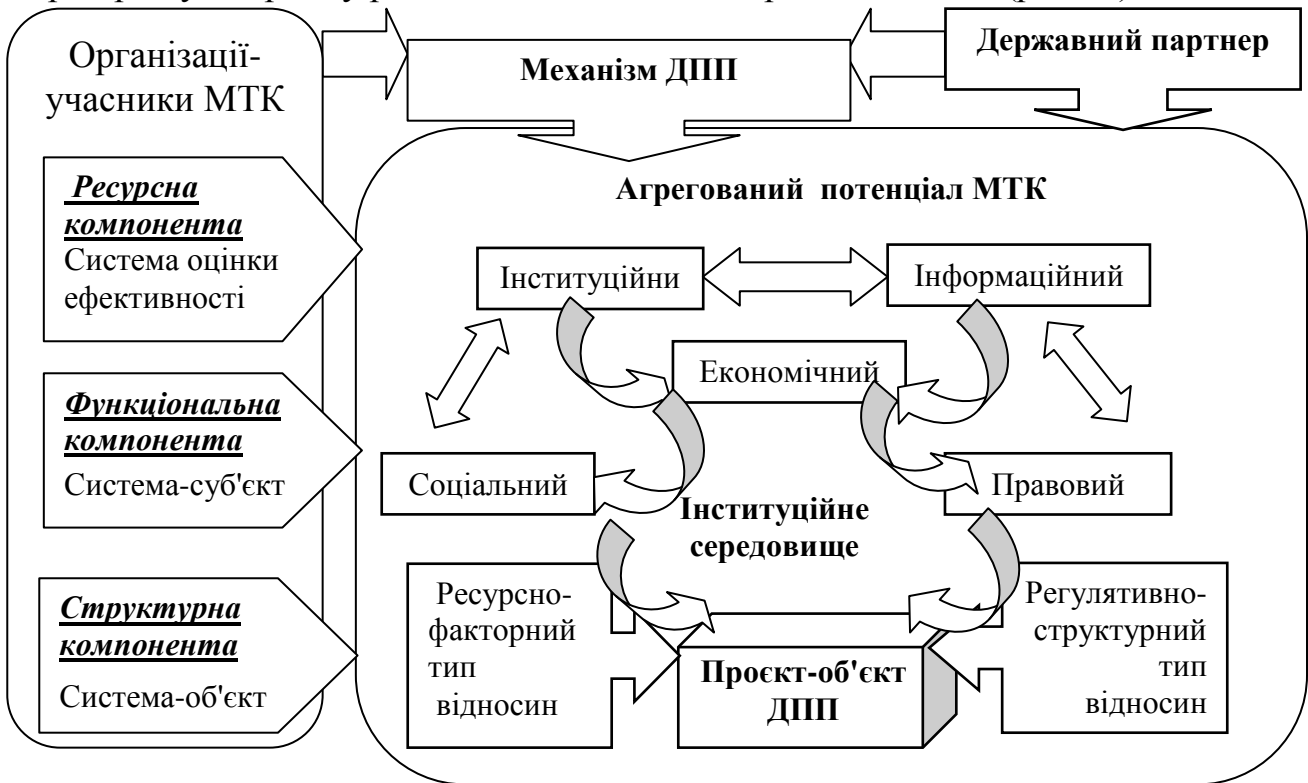 Організації-
учасники МТК
Механізм ДПП
Державний партнер
Ресурсна
компонента
Система оцінки
ефективності
Функціональна
компонента
Система-суб'єкт
Структурна
компонента
Система-об'єкт
Агрегований потенціал МТК
Інституційни
Інформаційний
Економічний
Соціальний
Правовий
Інституційне
середовище
Ресурсно-
факторний
тип
відносин
Проєкт-об'єкт
ДПП
Регулятивно-
структурний
тип
відносин